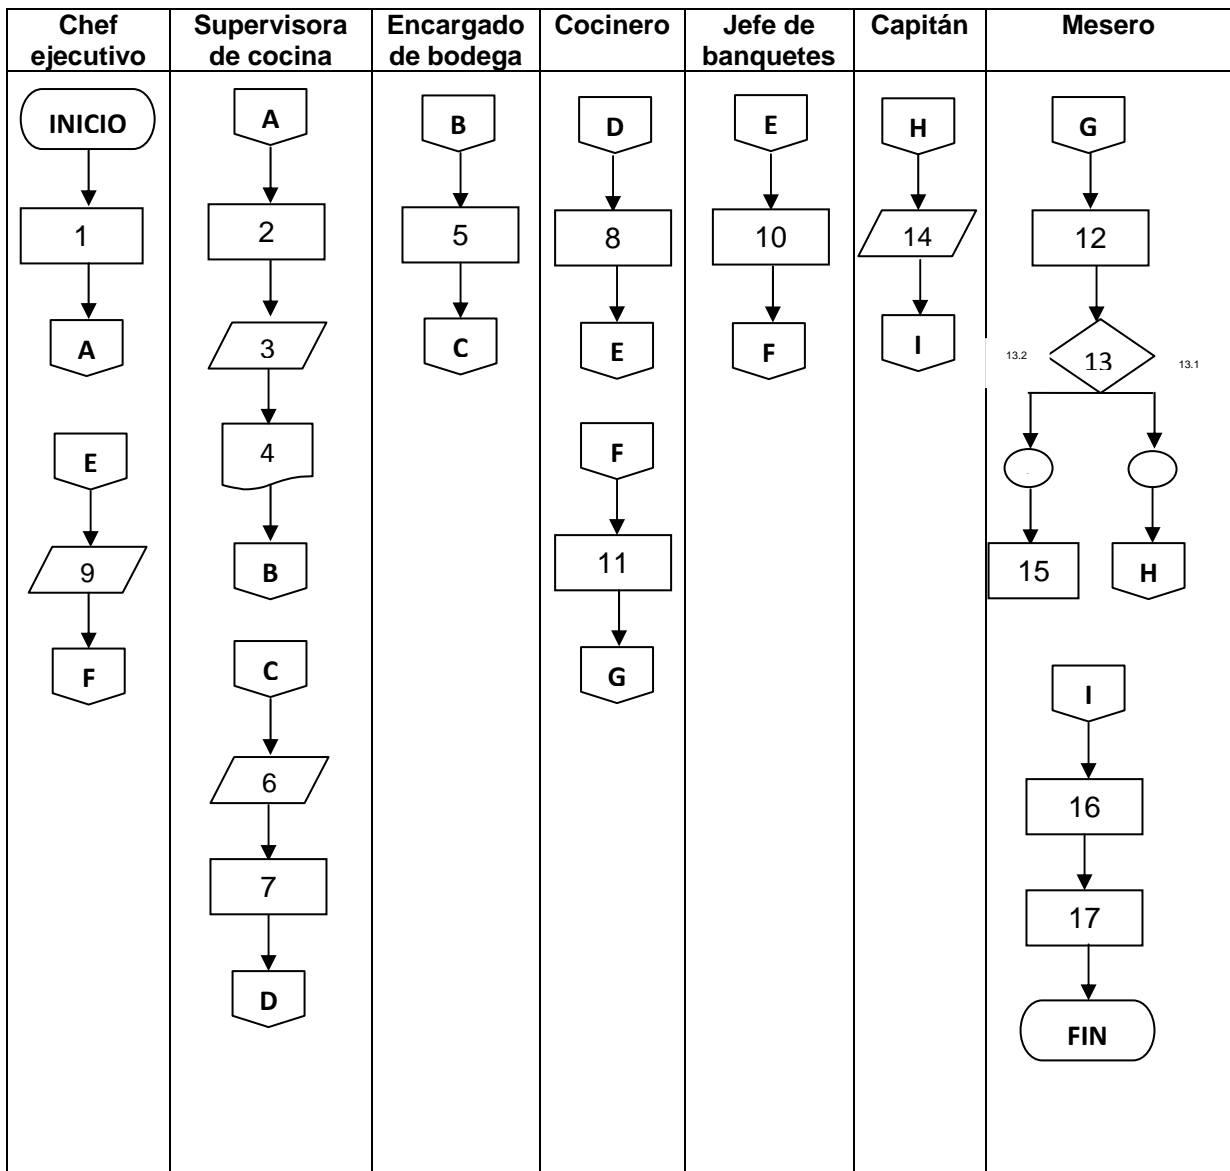 Chef ejecutivo
Supervisora de cocina
Encargado de bodega
Cocinero
Jefe de banquetes
Capitán
Mesero
INICIO
1
A
E
9
F
A
2
3
4
B
C
6
7
D
B
5
C
D
8
E
F
11
G
E
10
F
H
14
I
G
12
13.2
13
13.1
15
H
I
16
17
FIN